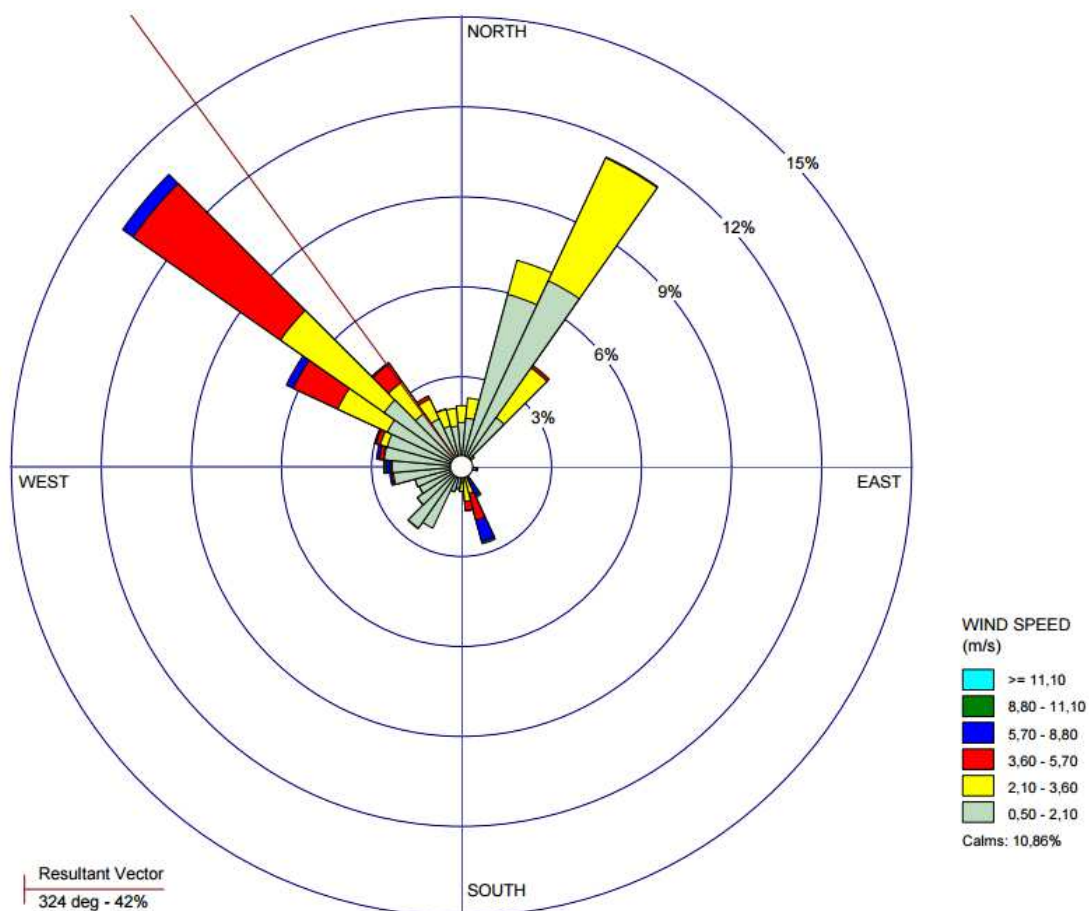 NORTH
15%
12%
9%
6%
3%
WEST
EAST
SOUTH
WIND SPEED
(m/s)
>= 11,10
8,80 - 11,10
5,70 - 8,80
3,60 - 5,70
2,10 - 3,60
0,50 - 2,10
Calms: 10,86%
Resultant Vector
324 deg - 42%